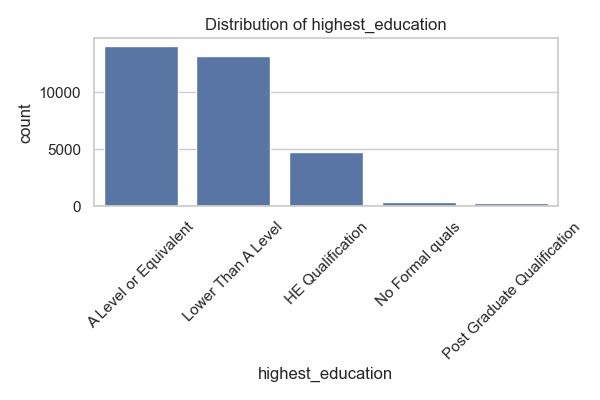 Distribution of highest_education
count
10000
5000
0
A Level or Equivalent
Lower Than A Level
HE Qualification
No Formal quals
Post Graduate Qualification
highest_education